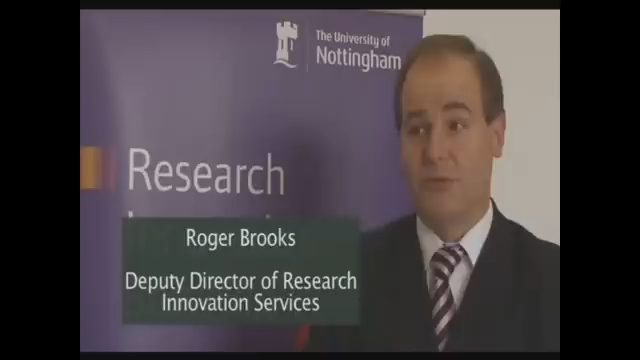 The University of
Nottingham
Research
Roger Brooks
Deputy Director of Research
Innovation Services